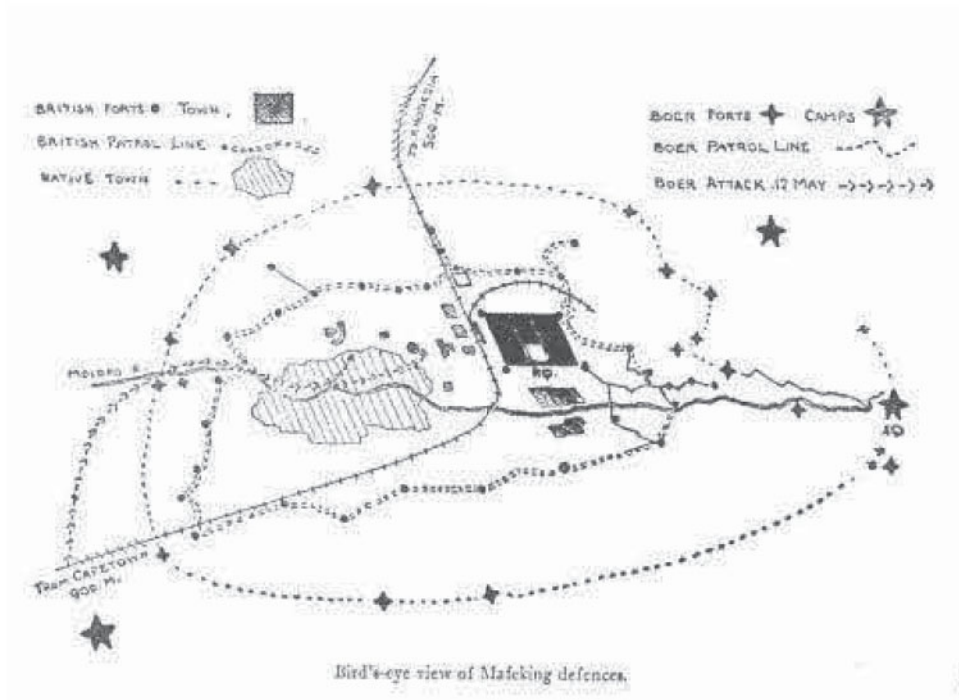 BRITISH FORTS TOWN.
BRITISH PATROL LINE
NATIVE TOWN
TO RHODESIA
500 M.
BOER FORTS CAMPS
BOER PATROL LINE
BOER ATTACK .12 MAY
MOLOPO R
HQ.
HQ
FROM CAPETOWN
900 M.
Bird's-eye view of Mafeking defences.